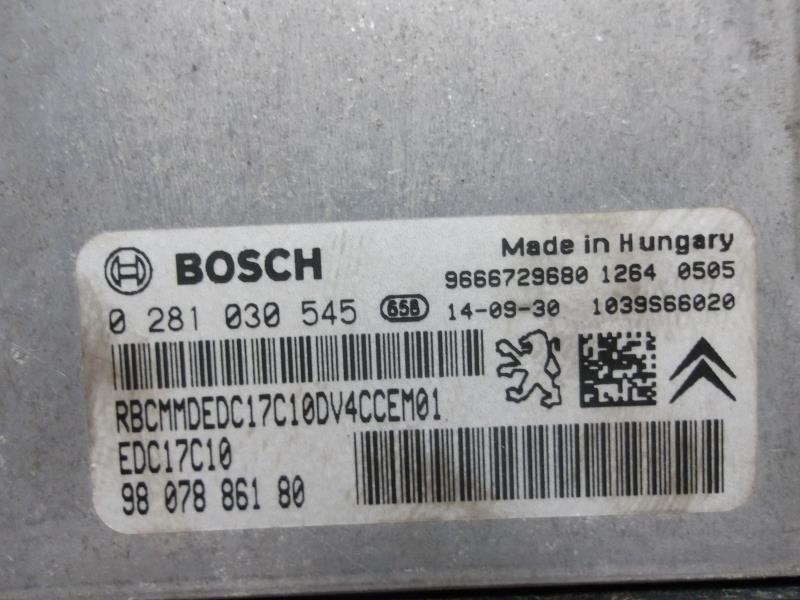 BOSCH
Made in Hungary
9666729680 1264 0505
0 281 030 545 65B 14-09-30 1039S66020
RBCMMDEDC17C10DV4CCEM01
EDC17C10
98 078 861 80